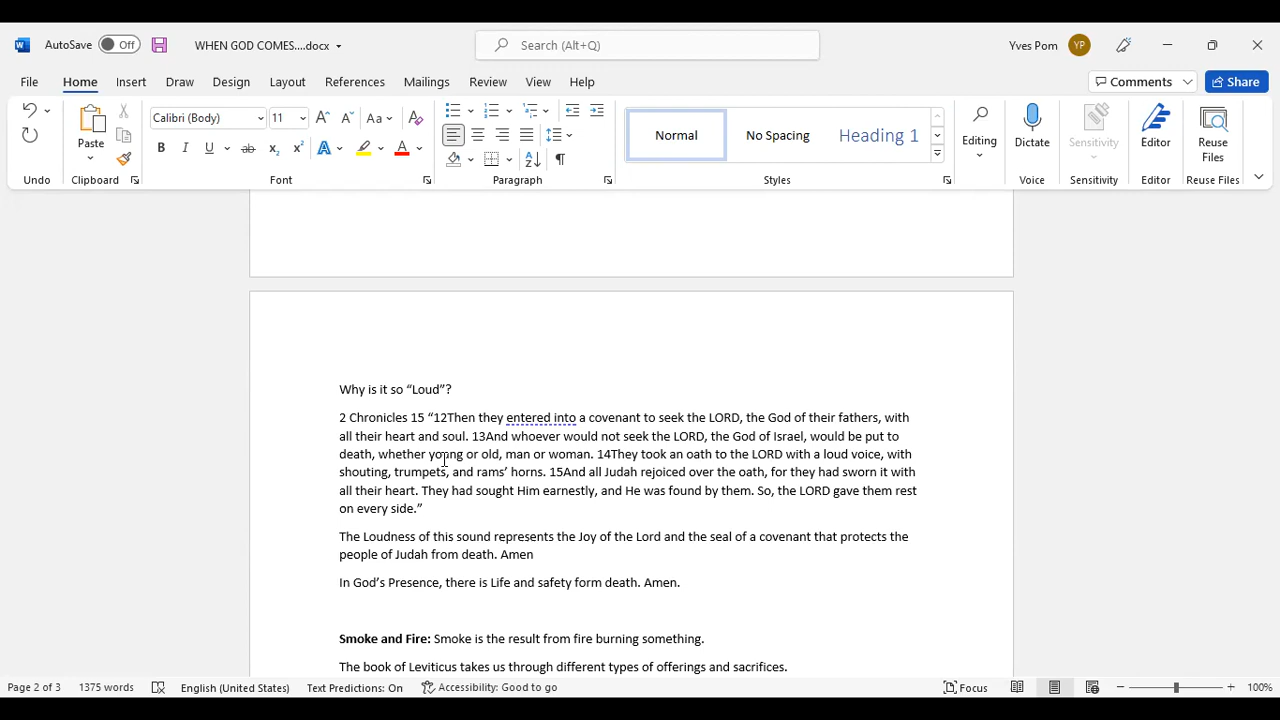 AutoSave Off WHEN GOD COMES....docx Search (Alt+Q) Yves Pom YP
File Home Insert Draw Design Layout References Mailings Review View Help Comments Share
Calibri (Body) 11 A A Aa A
Paste Normal No Spacing Heading 1 Editing Dictate Sensitivity Editor Reuse Files
B I U ab x₂ x² A A
Undo Clipboard Font Paragraph Styles Voice Sensitivity Editor Reuse Files
Why is it so “Loud”?
2 Chronicles 15 “12Then they entered into a covenant to seek the LORD, the God of their fathers, with
all their heart and soul. 13And whoever would not seek the LORD, the God of Israel, would be put to
death, whether young or old, man or woman. 14They took an oath to the LORD with a loud voice, with
shouting, trumpets, and rams’ horns. 15And all Judah rejoiced over the oath, for they had sworn it with
all their heart. They had sought Him earnestly, and He was found by them. So, the LORD gave them rest
on every side.”
The Loudness of this sound represents the Joy of the Lord and the seal of a covenant that protects the
people of Judah from death. Amen
In God’s Presence, there is Life and safety form death. Amen.
Smoke and Fire: Smoke is the result from fire burning something.
The book of Leviticus takes us through different types of offerings and sacrifices.
Page 2 of 3 1375 words English (United States) Text Predictions: On Accessibility: Good to go Focus 100%